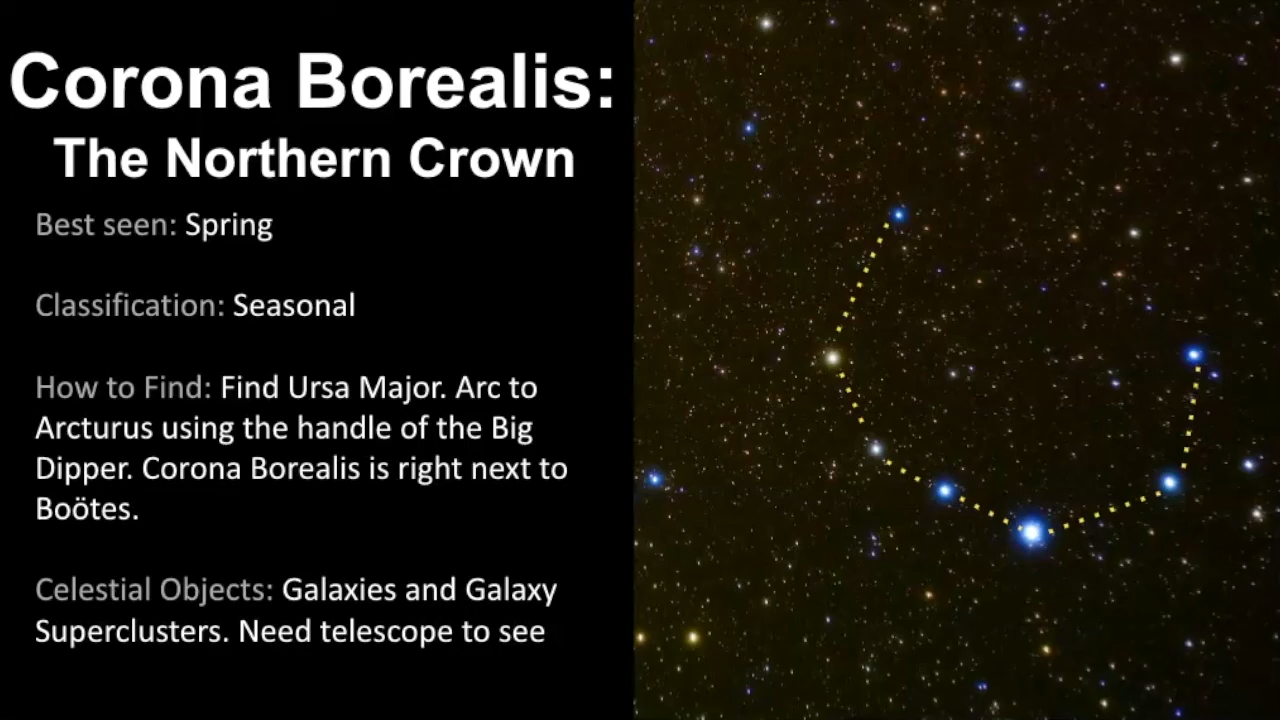 Corona Borealis:
The Northern Crown
Best seen: Spring
Classification: Seasonal
How to Find: Find Ursa Major. Arc to
Arcturus using the handle of the Big
Dipper. Corona Borealis is right next to
Boötes.
Celestial Objects: Galaxies and Galaxy
Superclusters. Need telescope to see